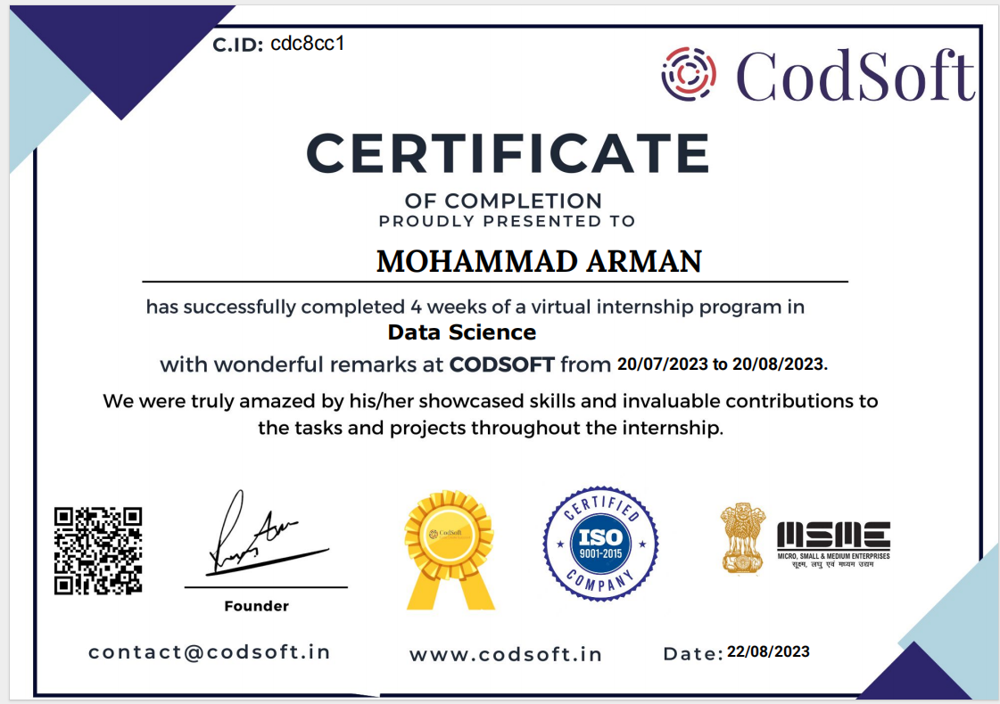 C.ID: cdc8cc1
CodSoft
CERTIFICATE
OF COMPLETION
PROUDLY PRESENTED TO
MOHAMMAD ARMAN
has successfully completed 4 weeks of a virtual internship program in
Data Science
with wonderful remarks at CODSOFT from 20/07/2023 to 20/08/2023.
We were truly amazed by his/her showcased skills and invaluable contributions to
the tasks and projects throughout the internship.
Founder
CodSoft
CERTIFIED
ISO
9001-2015
COMPANY
MSME
MICRO, SMALL & MEDIUM ENTERPRISES
सूक्ष्म, लघु एवं मध्यम उद्यम
contact@codsoft.in
www.codsoft.in
Date: 22/08/2023